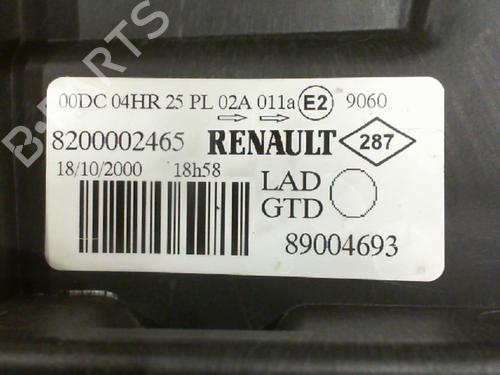 B-PARTS
00DC 04HR 25 PL 02A 011a E2 9060
8200002465 RENAULT 287
18/10/2000 18h58
LAD
GTD
89004693